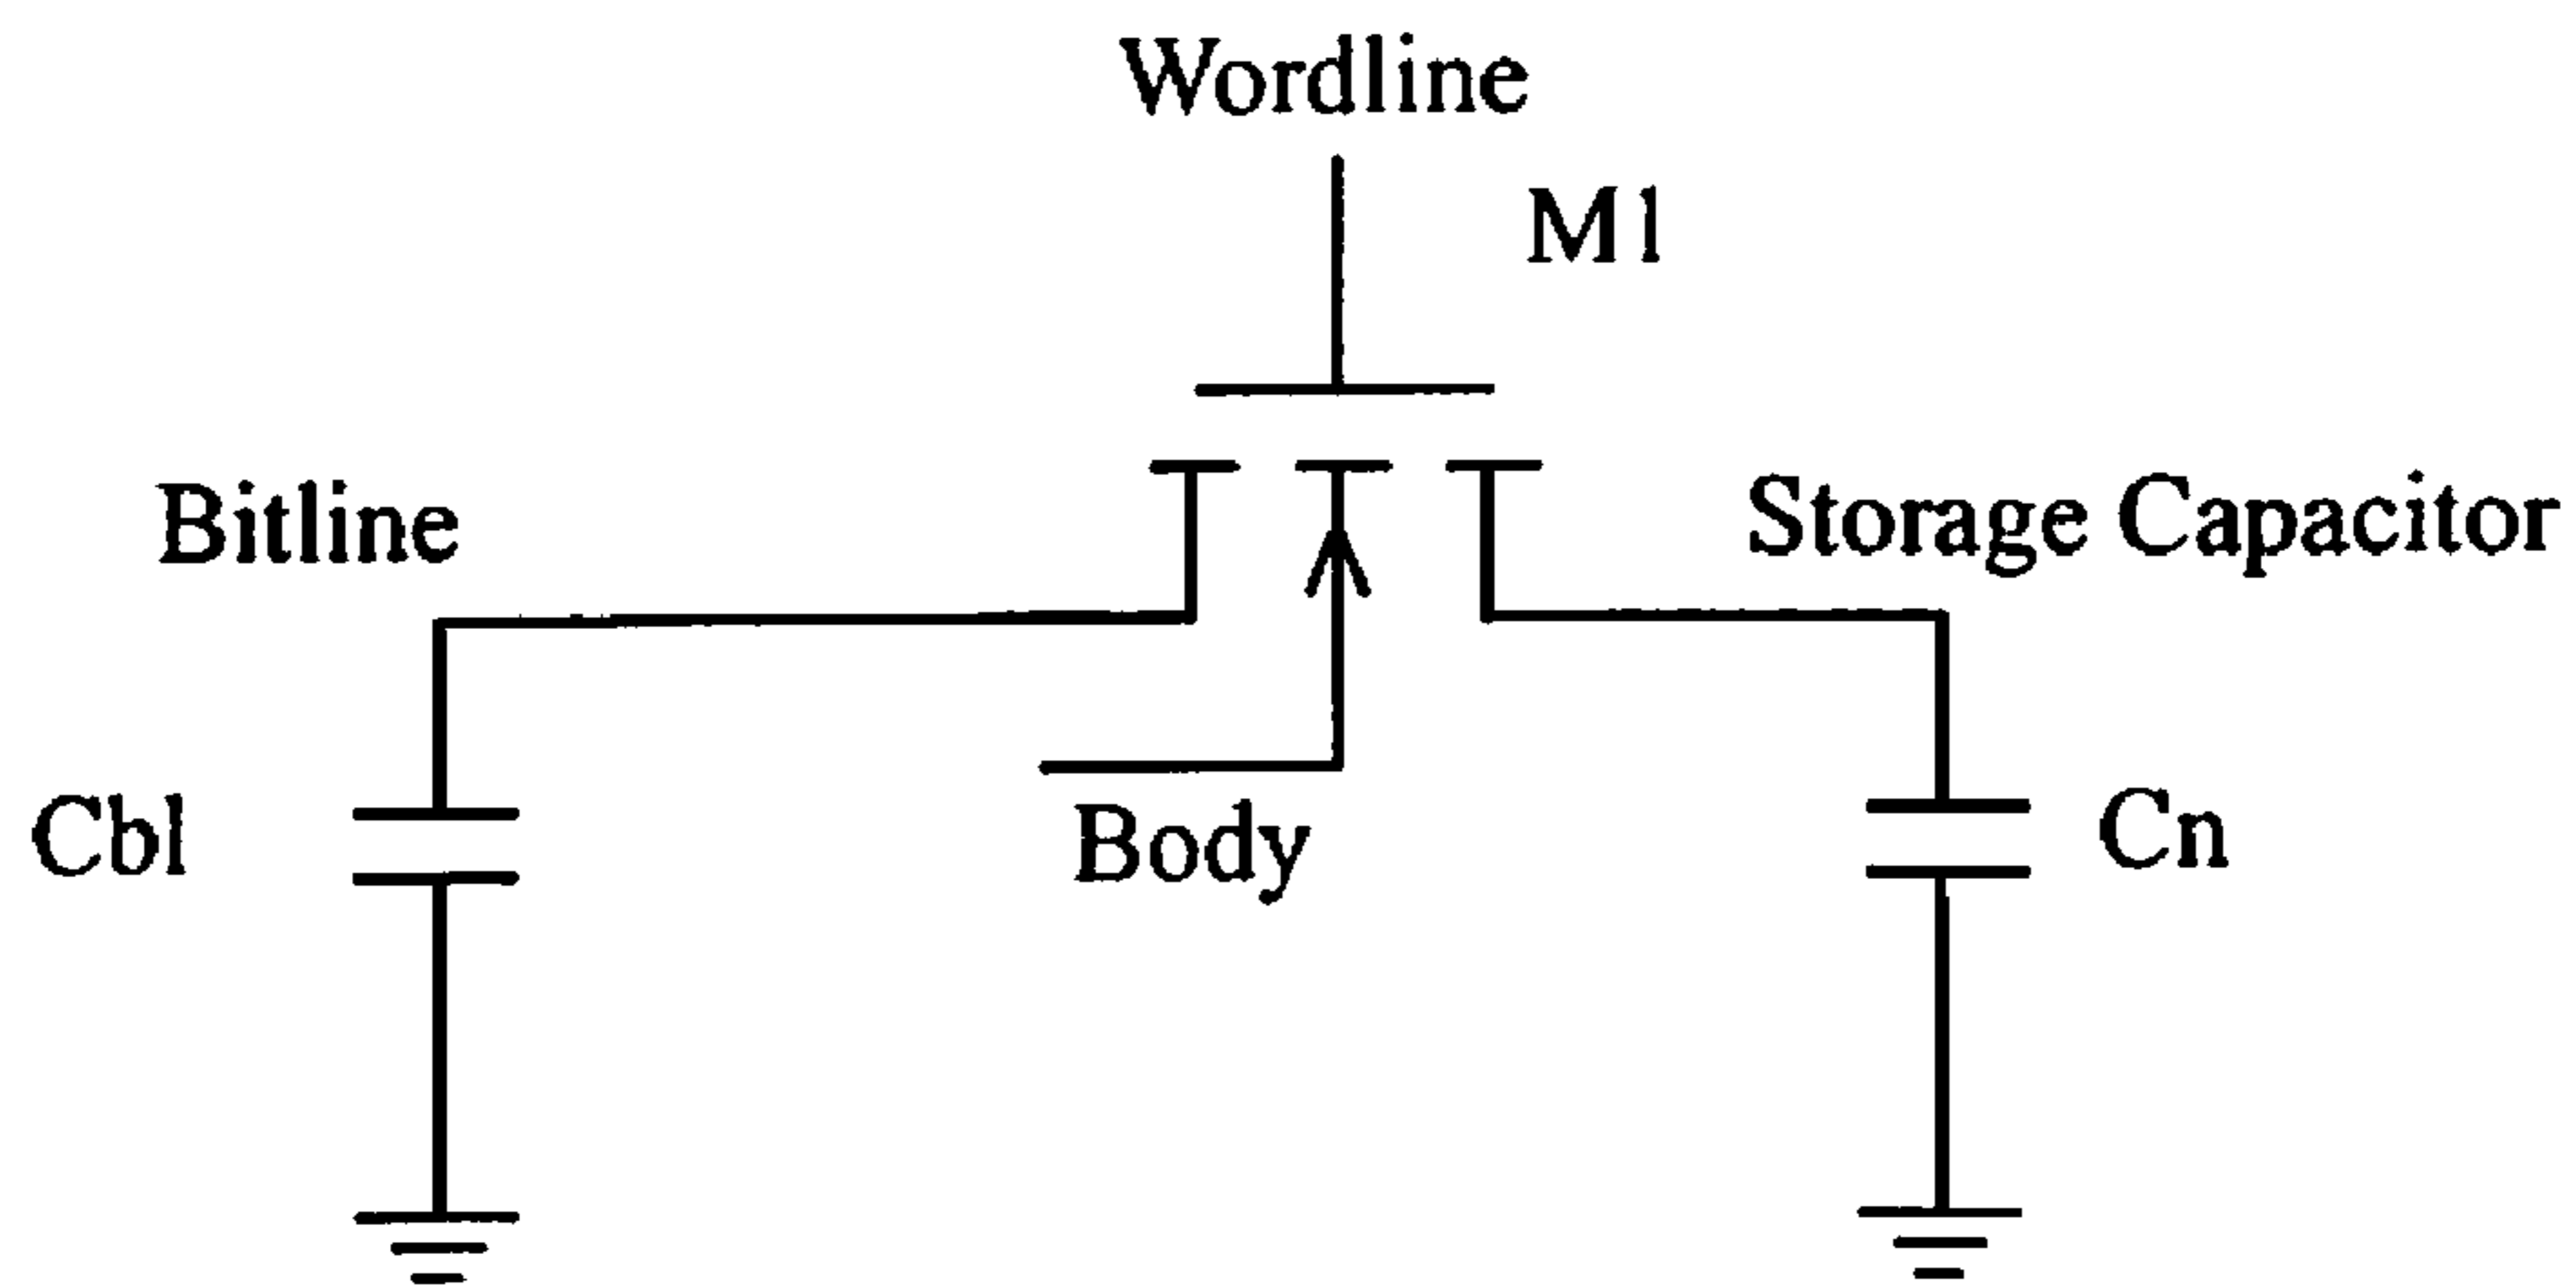 Wordline
M1
Bitline
Storage Capacitor
Cbl
Body
Cn